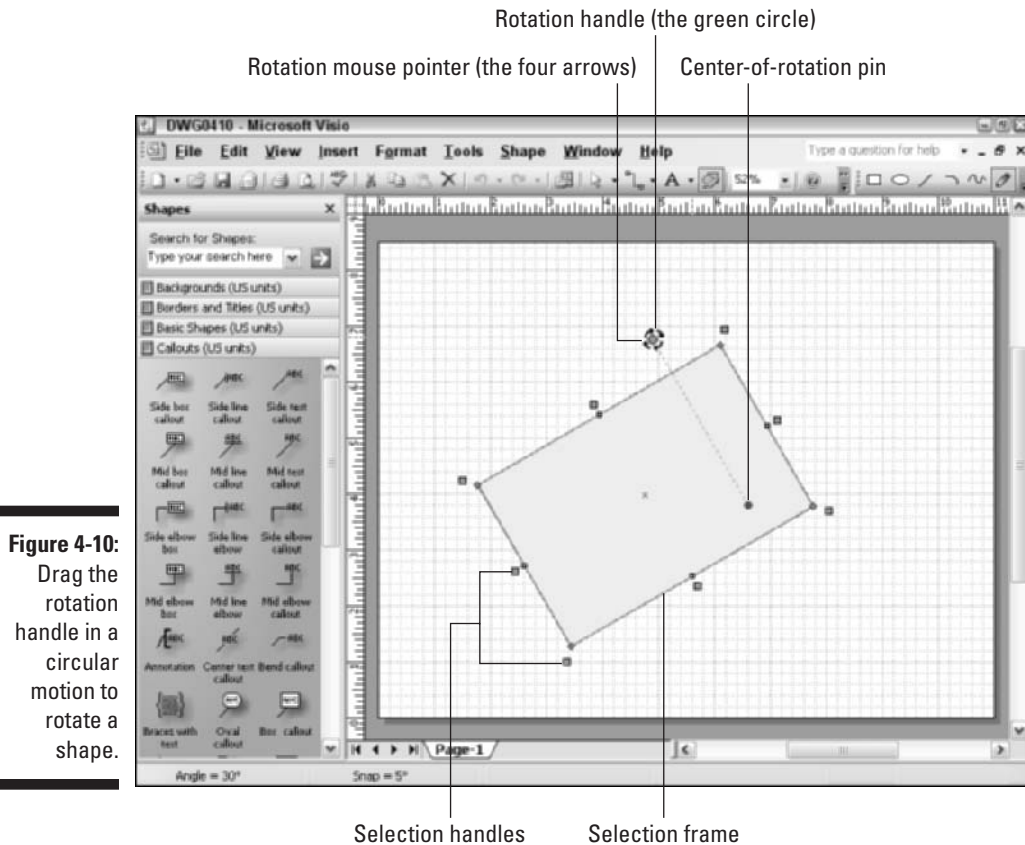 Rotation handle (the green circle)
Rotation mouse pointer (the four arrows)
Center-of-rotation pin
DWG0410 - Microsoft Visio
File Edit View Insert Format Tools Shape Window Help
Type a question for help
52%
Shapes
Search for Shapes:
Type your search here
Backgrounds (US units)
Borders and Titles (US units)
Basic Shapes (US units)
Callouts (US units)
Side box callout
Side line callout
Side text callout
Mid box callout
Mid line callout
Mid text callout
Side elbow box
Side line elbow
Side elbow callout
Mid elbow box
Mid line elbow
Mid elbow callout
Annotation
Center text callout
Bend callout
Braces with text
Oval callout
Box callout
Page-1
Angle = 30°
Snap = 5°
Figure 4-10:
Drag the
rotation
handle in a
circular
motion to
rotate a
shape.
Selection handles
Selection frame